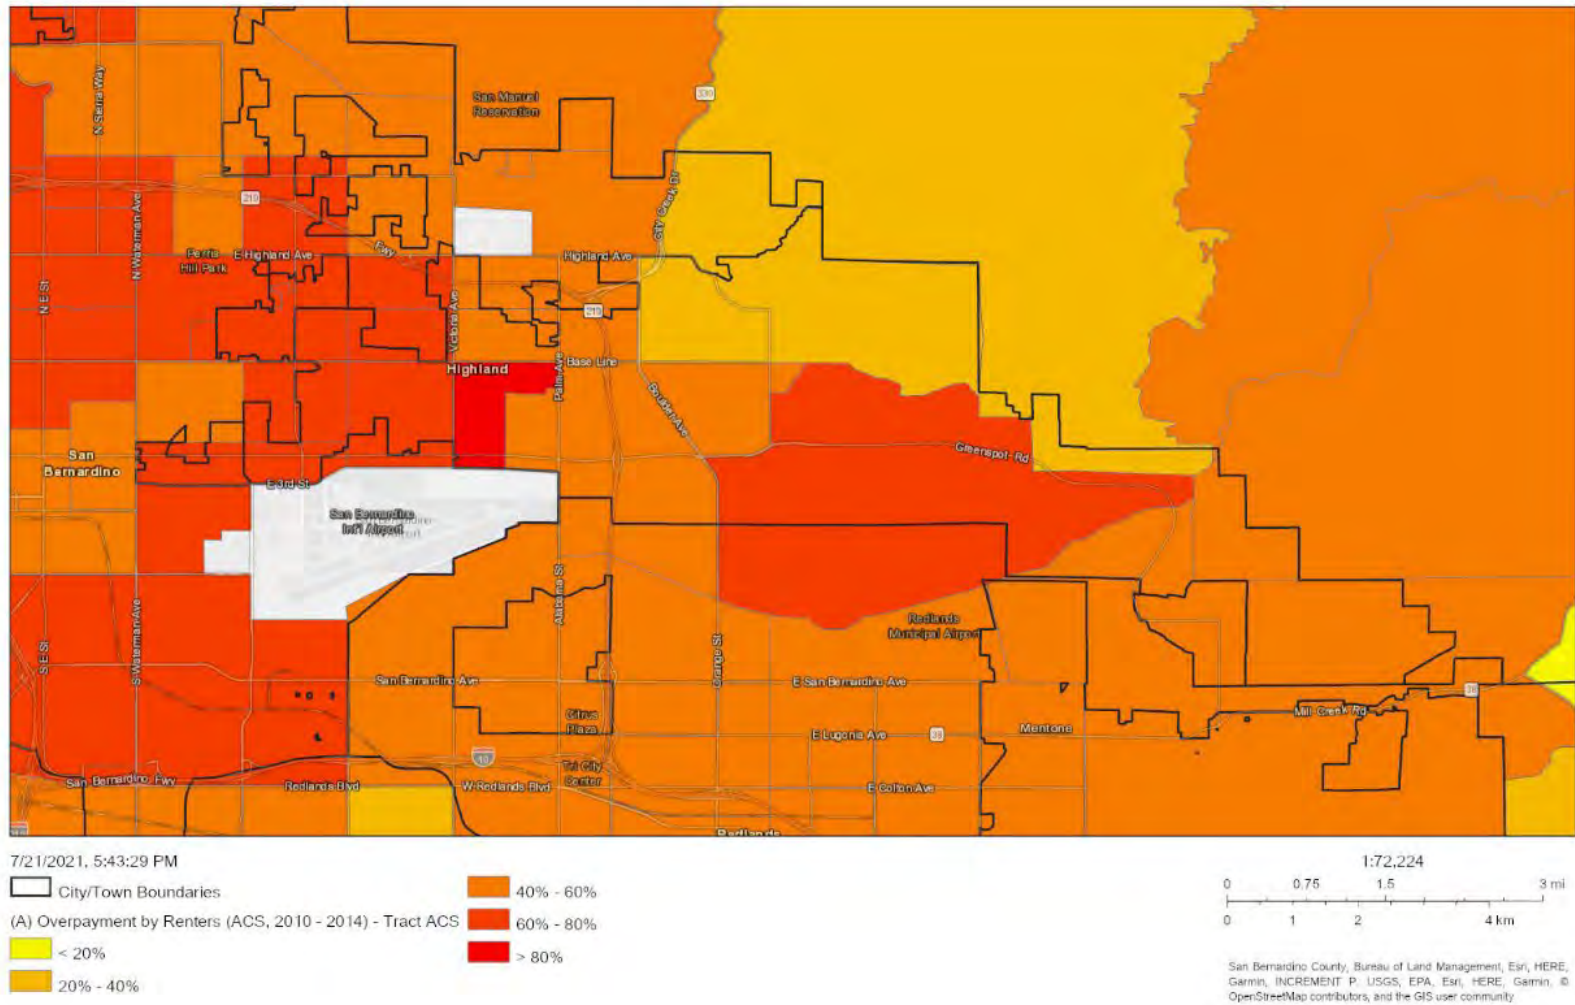 N Sierra Way
San Manuel
Reservation
330
City Creek Dr
210
Fwy
Perris
Hill Park
E Highland Ave
Highland Ave
N Waterman Ave
N E St
Victoria Ave
210
Highland
Base Line
Palm Ave
Boulder Ave
San
Bernardino
Greenspot Rd
E 3rd St
San Bernardino
Int'l Airport
Alabama St
Redlands
Municipal Airport
Orange St
S E St
S Waterman Ave
San Bernardino Ave
E San Bernardino Ave
38
Mill Creek Rd
Citrus
Plaza
E Lugonia Ave
38
Mentone
10
Tri City
Center
San Bernardino Fwy
Redlands Blvd
W Redlands Blvd
E Colton Ave
Redlands
7/21/2021, 5:43:29 PM
City/Town Boundaries
(A) Overpayment by Renters (ACS, 2010 - 2014) - Tract ACS
< 20%
20% - 40%
40% - 60%
60% - 80%
> 80%
1:72,224
0 0.75 1.5 3 mi
0 1 2 4 km
San Bernardino County, Bureau of Land Management, Esri, HERE,
Garmin, INCREMENT P, USGS, EPA, Esri, HERE, Garmin, ©
OpenStreetMap contributors, and the GIS user community